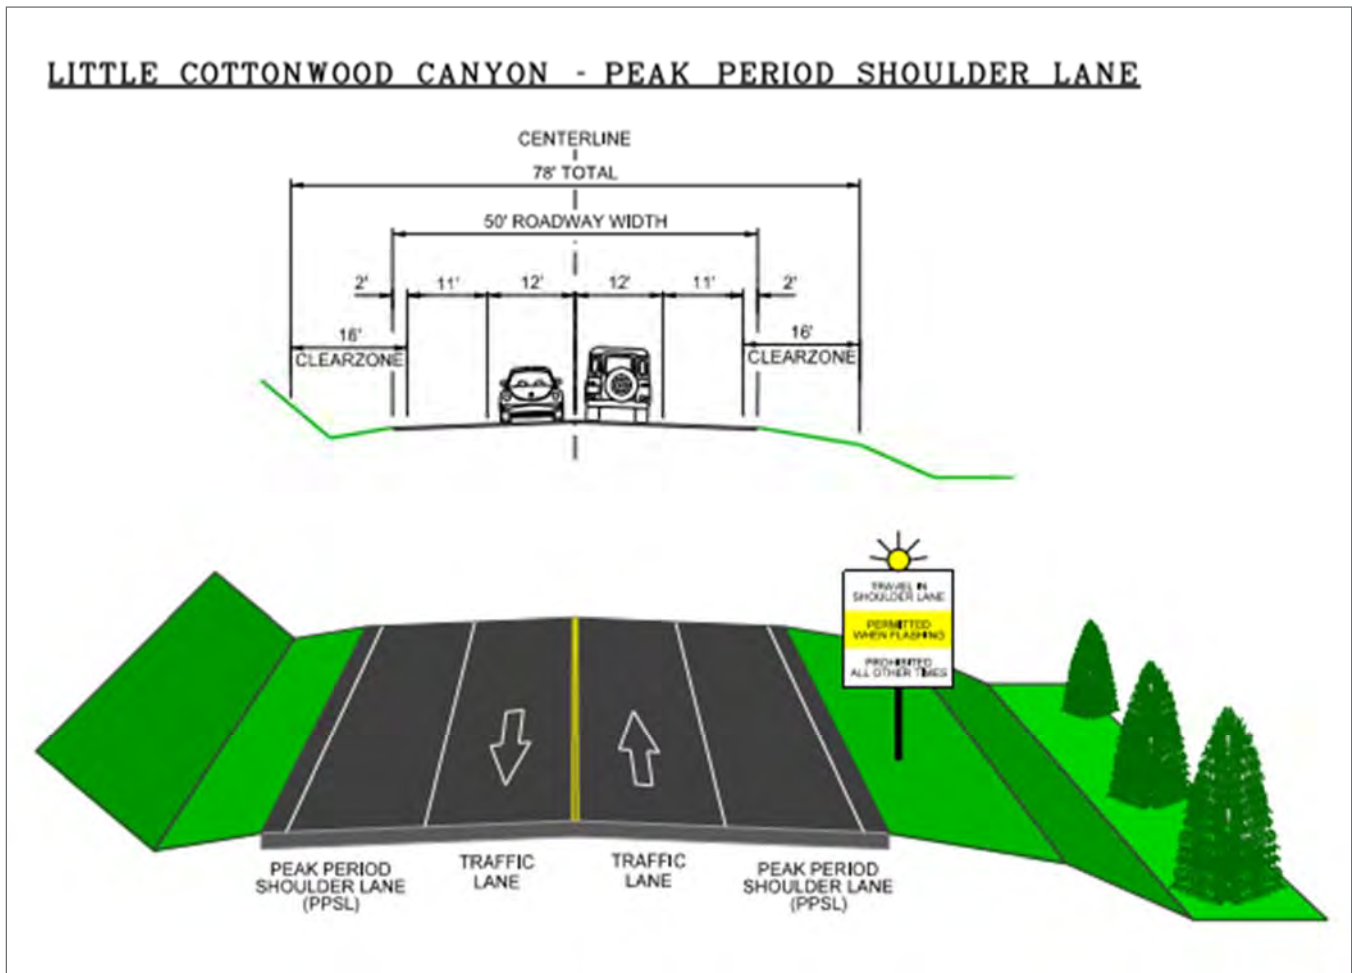 LITTLE COTTONWOOD CANYON - PEAK PERIOD SHOULDER LANE
CENTERLINE
78' TOTAL
50' ROADWAY WIDTH
2' 11' 12' 12' 11' 2'
16' 16'
CLEARZONE CLEARZONE
TRAVEL IN
SHOULDER LANE
PERMITTED
WHEN FLASHING
PROHIBITED
ALL OTHER TIMES
PEAK PERIOD
SHOULDER LANE
(PPSL)
TRAFFIC
LANE
TRAFFIC
LANE
PEAK PERIOD
SHOULDER LANE
(PPSL)